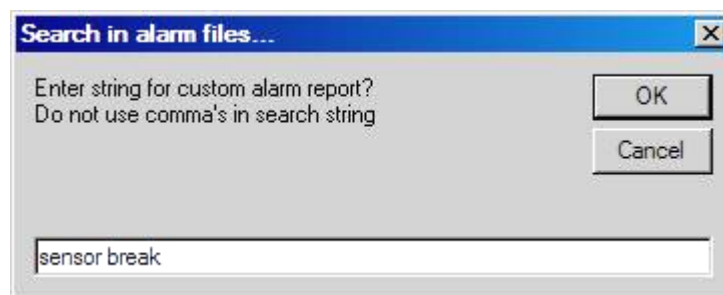 Search in alarm files...
Enter string for custom alarm report?
Do not use comma's in search string
OK
Cancel
sensor break